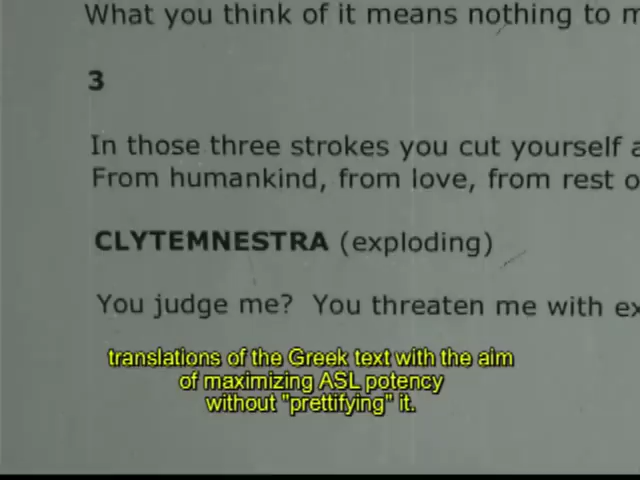 What you think of it means nothing to
3
In those three strokes you cut yourself
From humankind, from love, from rest
CLYTEMNESTRA (exploding)
You judge me? You threaten me with
translations of the Greek text with the aim
of maximizing ASL potency
without "prettifying" it.